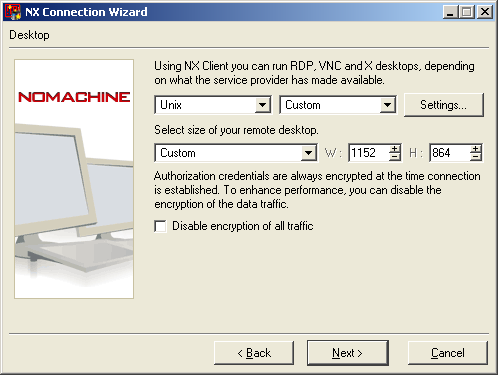 NX Connection Wizard
Desktop
NOMACHINE
Using NX Client you can run RDP, VNC and X desktops, depending
on what the service provider has made available.
Unix Custom Settings...
Select size of your remote desktop.
Custom W: 1152 H: 864
Authorization credentials are always encrypted at the time connection
is established. To enhance performance, you can disable the
encryption of the data traffic.
Disable encryption of all traffic
< Back Next > Cancel